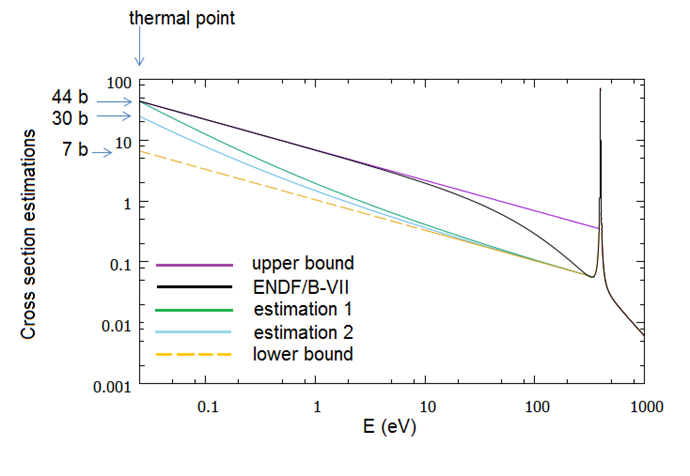 thermal point
44 b
30 b
7 b
Cross section estimations
100
10
1
0.1
0.01
0.001
upper bound
ENDF/B-VII
estimation 1
estimation 2
lower bound
0.1 1 10 100 1000
E (eV)